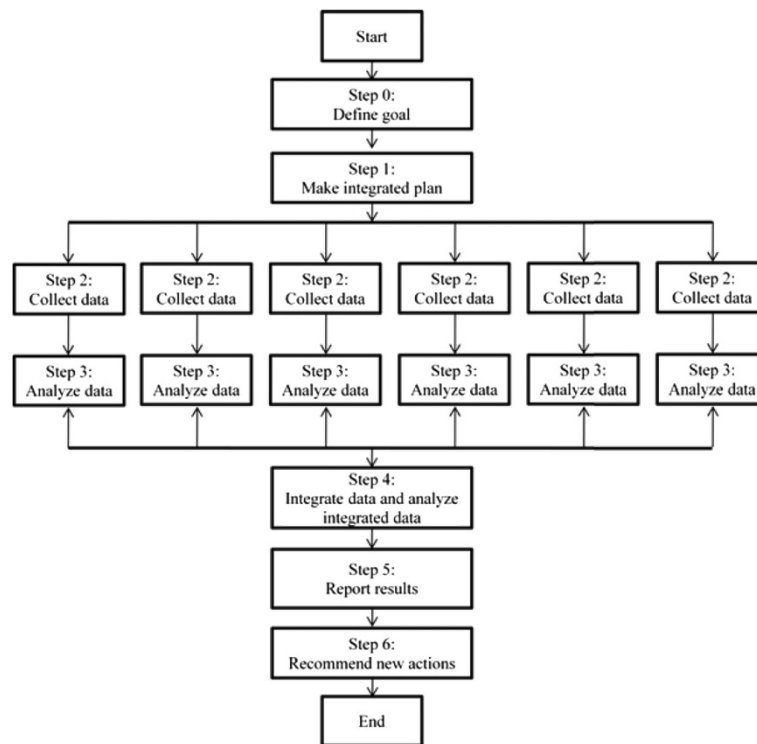 Start
Step 0:
Define goal
Step 1:
Make integrated plan
Step 2:
Collect data
Step 2:
Collect data
Step 2:
Collect data
Step 2:
Collect data
Step 2:
Collect data
Step 2:
Collect data
Step 3:
Analyze data
Step 3:
Analyze data
Step 3:
Analyze data
Step 3:
Analyze data
Step 3:
Analyze data
Step 3:
Analyze data
Step 4:
Integrate data and analyze
integrated data
Step 5:
Report results
Step 6:
Recommend new actions
End